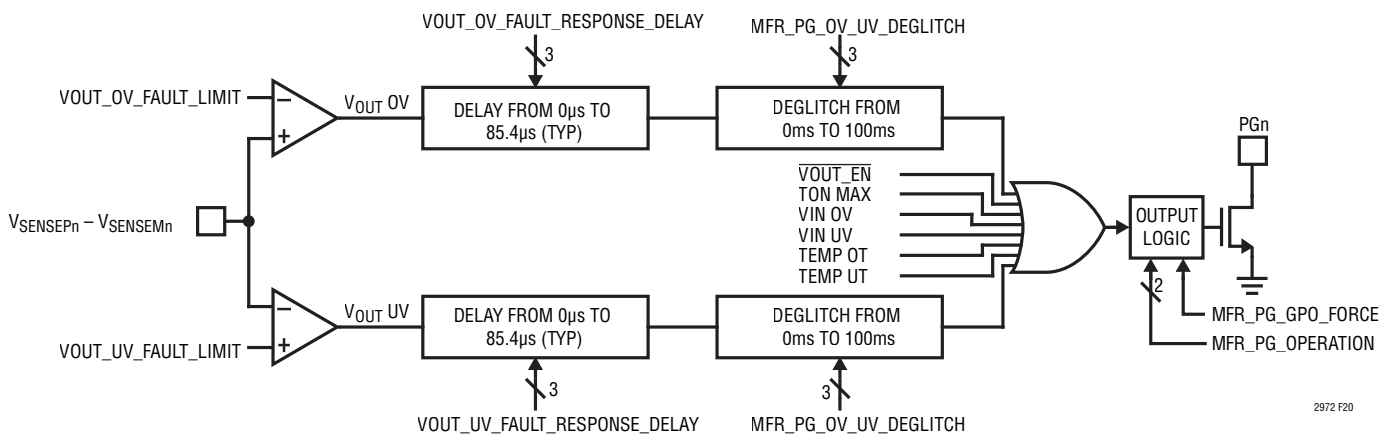 VOUT_OV_FAULT_RESPONSE_DELAY
MFR_PG_OV_UV_DEGLITCH
3
3
VOUT_OV_FAULT_LIMIT
−
+
VOUT OV
DELAY FROM 0µs TO
85.4µs (TYP)
DEGLITCH FROM
0ms TO 100ms
PGn
VOUT_EN
TON MAX
VIN OV
VIN UV
TEMP OT
TEMP UT
OUTPUT
LOGIC
VSENSEPn – VSENSEMn
2
−
+
VOUT UV
VOUT_UV_FAULT_LIMIT
DELAY FROM 0µs TO
85.4µs (TYP)
DEGLITCH FROM
0ms TO 100ms
MFR_PG_GPO_FORCE
MFR_PG_OPERATION
3
3
VOUT_UV_FAULT_RESPONSE_DELAY
MFR_PG_OV_UV_DEGLITCH
2972 F20